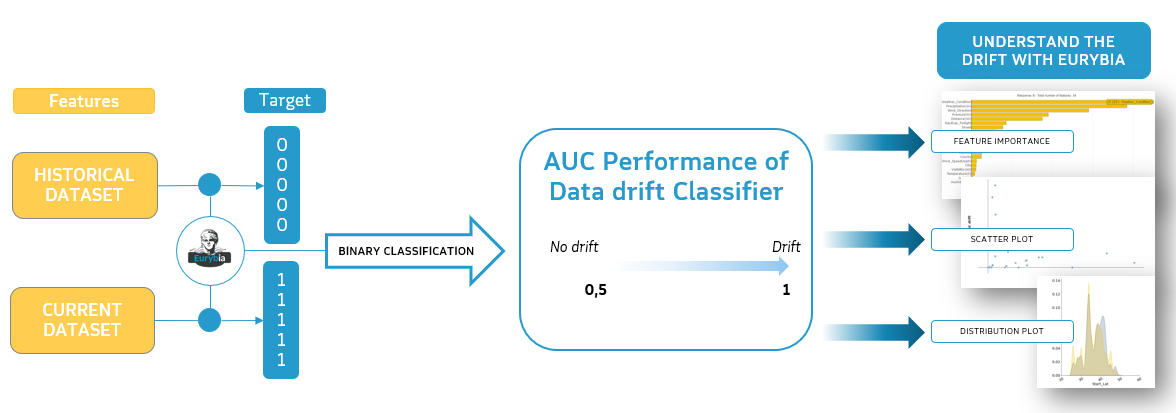 Features
Target
HISTORICAL
DATASET
0
0
0
0
0
Eurybia
CURRENT
DATASET
1
1
1
1
1
BINARY CLASSIFICATION
AUC Performance of
Data drift Classifier
No drift
Drift
0,5
1
UNDERSTAND THE
DRIFT WITH EURYBIA
FEATURE IMPORTANCE
SCATTER PLOT
DISTRIBUTION PLOT
Start_Lat